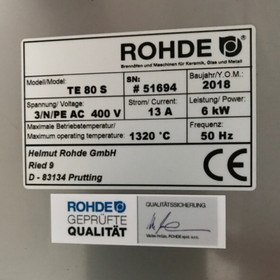 ROHDE
Brennöfen und Maschinen für Keramik, Glas und Metall
Modell/Model:
TE 80 S
SN:
# 51694
Baujahr/Y.O.M.:
2018
Spannung/ Voltage:
3/N/PE AC 400 V
Strom/ Current:
13 A
Leistung/ Power:
6 kW
Maximale Betriebstemperatur/
Maximum operating temperature:
1320 °C
Frequenz:
50 Hz
Helmut Rohde GmbH
Ried 9
D - 83134 Prutting
CE
ROHDE
GEPRÜFTE
QUALITÄT
QUALITÄTSSICHERUNG